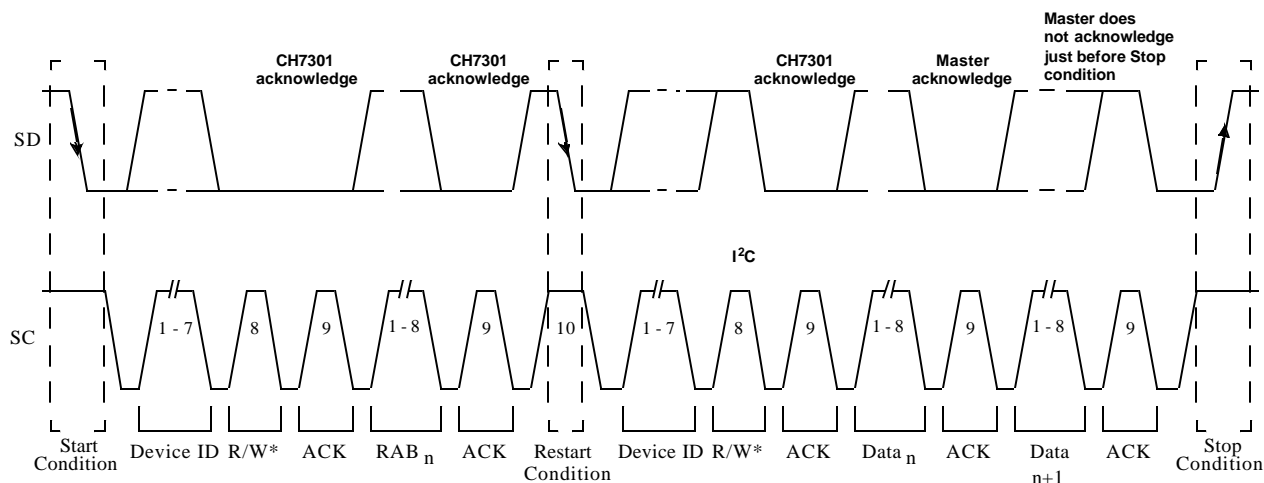 Master does
not acknowledge
just before Stop
condition
CH7301
acknowledge
CH7301
acknowledge
CH7301
acknowledge
Master
acknowledge
SD
I²C
SC
1 - 7
8
9
1 - 8
9
10
1 - 7
8
9
1 - 8
9
1 - 8
9
Start
Condition
Device ID
R/W*
ACK
RAB n
ACK
Restart
Condition
Device ID
R/W*
ACK
Data n
ACK
Data
n+1
ACK
Stop
Condition